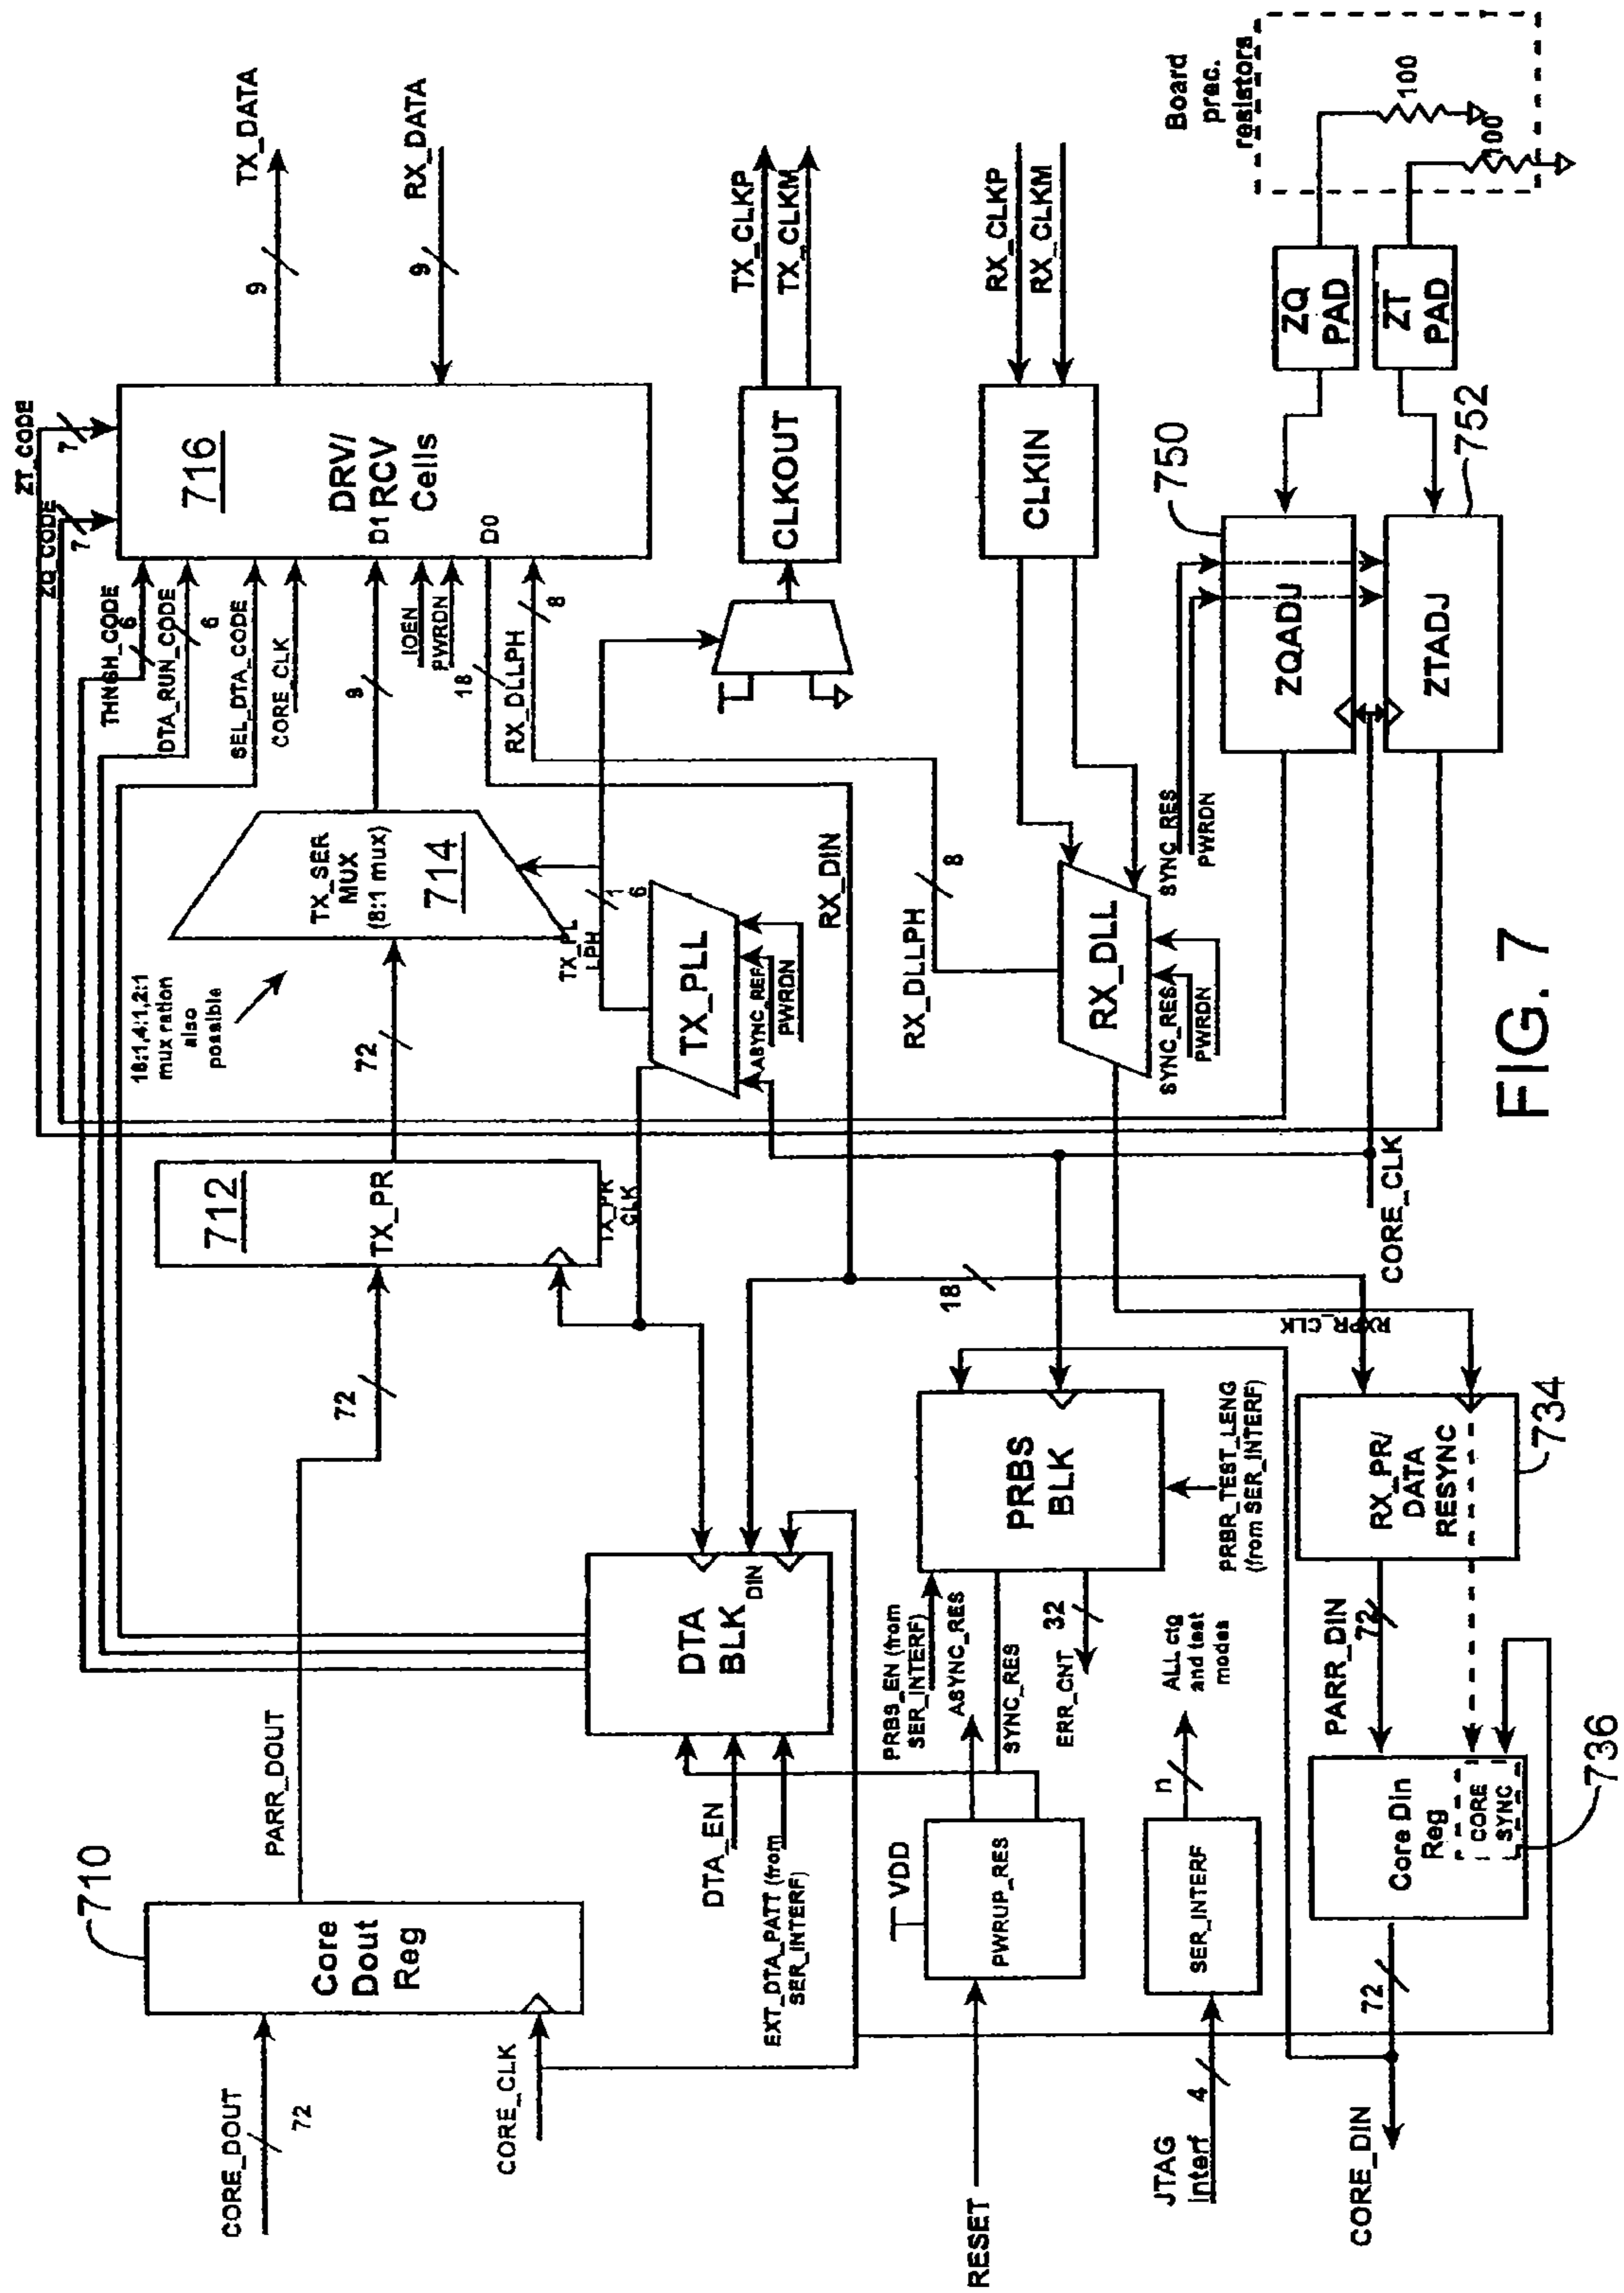 710
CORE_DOUT
72
CORE_CLK
Core
Dout
Reg
PARR_DOUT
72
712
TX_PR
TX_PR
CLK
72
18:1,4:1,2:1
mux ration
also
possible
TX_SER
MUX
(8:1 mux)
714
9
ZT_CODE
7
ZQ_CODE
7
THNGH_CODE
6
DTA_RUN_CODE
6
SEL_DTA_CODE
CORE_CLK
IOEN
PWRDN
18
RX_DLLPH
8
716
DRV/
RCV
Cells
D1
D0
9
TX_DATA
9
RX_DATA
DTA_EN
EXT_DTA_PATT (from
SER_INTERF)
DTA
BLK
DIN
TX_PL
LPH
1 6
TX_PLL
ASYNC_REF
PWRDN
RX_DIN
CLKOUT
TX_CLKP
TX_CLKM
RESET
VDD
PWRUP_RES
PRBS_EN (from
SER_INTERF)
ASYNC_RES
SYNC_RES
ERR_CNT
32
PRBS
BLK
PRBR_TEST_LENG
(from SER_INTERF)
18
RX_DLLPH
8
RX_DLL
SYNC_RES
PWRDN
CLKIN
RX_CLKP
RX_CLKM
JTAG
Interf
4
SER_INTERF
n
ALL ctg
and test
modes
SYNC_RES
PWRDN
750
ZQADJ
ZTADJ
752
ZQ
PAD
ZT
PAD
Board
prec.
resistors
100
100
CORE_DIN
72
Core Din
Reg
CORE
SYNC
736
PARR_DIN
72
RX_PR/
DATA
RESYNC
734
RXPR_CLK
CORE_CLK
FIG. 7